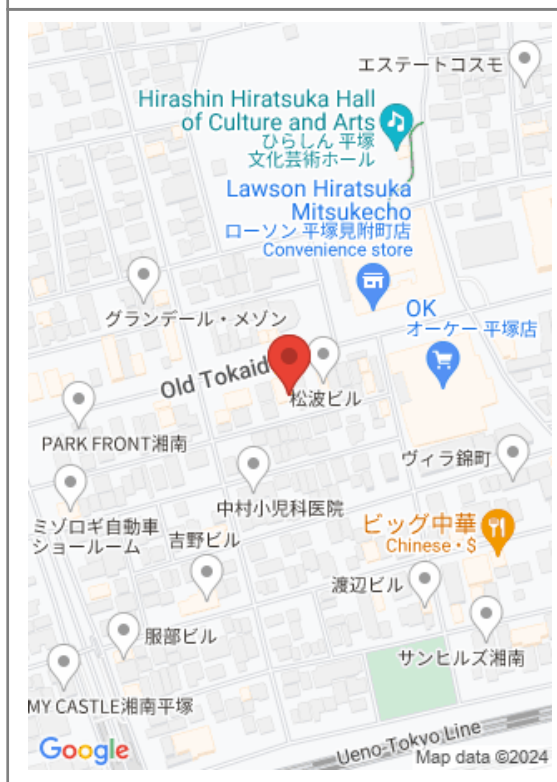 エステートコスモ
Hirashin Hiratsuka Hall
of Culture and Arts
ひらしん 平塚
文化芸術ホール
Lawson Hiratsuka
Mitsukecho
ローソン 平塚見附町店
Convenience store
グランデール・メゾン
OK
オーケー 平塚店
Old Tokaid
松波ビル
PARK FRONT湘南
ヴィラ錦町
中村小児科医院
ミゾロギ自動車
ショールーム
吉野ビル
ビッグ中華
Chinese • $
渡辺ビル
服部ビル
サンヒルズ湘南
MY CASTLE湘南平塚
Ueno-Tokyo Line
Google
Map data ©2024